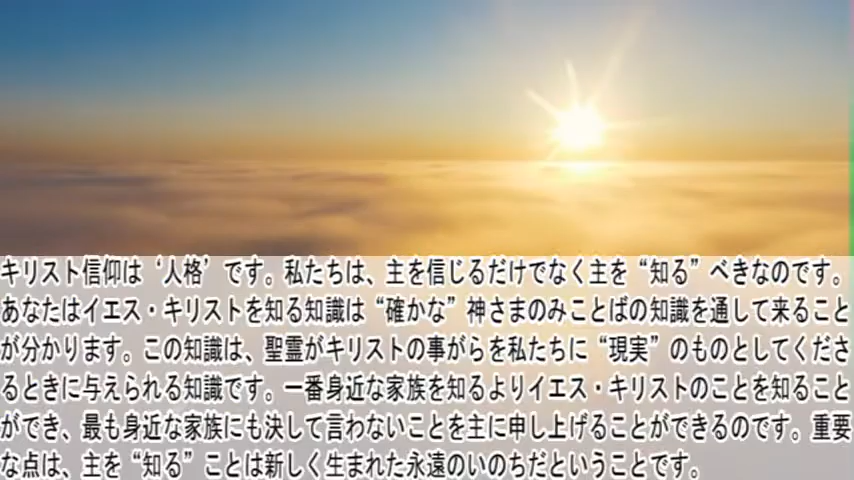 キリスト信仰は‘人格’です。私たちは、主を信じるだけでなく主を“知る”べきなのです。
あなたはイエス・キリストを知る知識は“確かな”神さまのみことばの知識を通して来ること
が分かります。この知識は、聖霊がキリストの事がらを私たちに“現実”のものとしてくださ
るときに与えられる知識です。一番身近な家族を知るよりイエス・キリストのことを知ること
ができ、最も身近な家族にも決して言わないことを主に申し上げることができるのです。重要
な点は、主を“知る”ことは新しく生まれた永遠のいのちだということです。